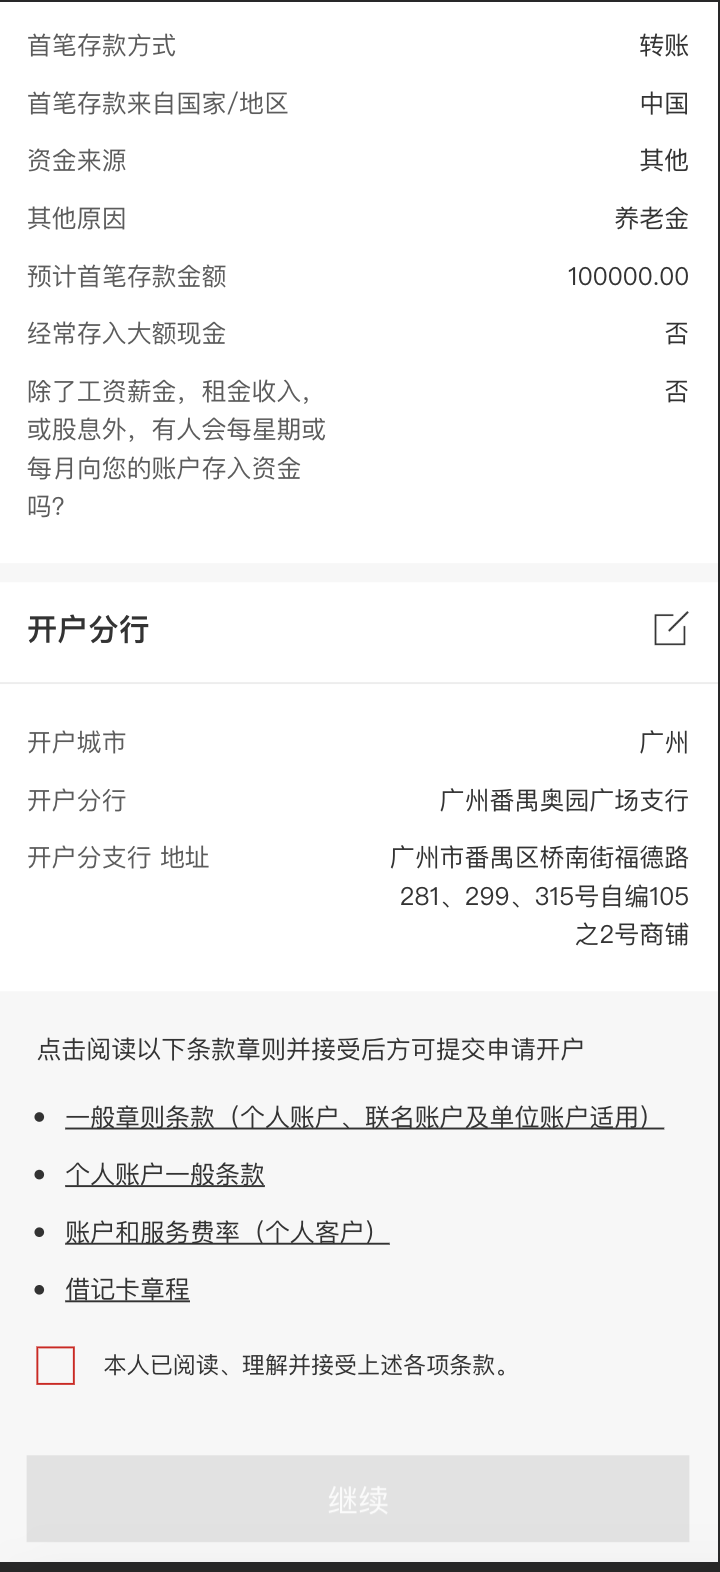 首笔存款方式 转账
首笔存款来自国家/地区 中国
资金来源 其他
其他原因 养老金
预计首笔存款金额 100000.00
经常存入大额现金 否
除了工资薪金，租金收入， 否
或股息外，有人会每星期或
每月向您的账户存入资金
吗？
开户分行
开户城市 广州
开户分行 广州番禺奥园广场支行
开户分支行 地址 广州市番禺区桥南街福德路
281、299、315号自编105
之2号商铺
点击阅读以下条款章则并接受后方可提交申请开户
• 一般章则条款（个人账户、联名账户及单位账户适用）
• 个人账户一般条款
• 账户和服务费率（个人客户）
• 借记卡章程
本人已阅读、理解并接受上述各项条款。
继续